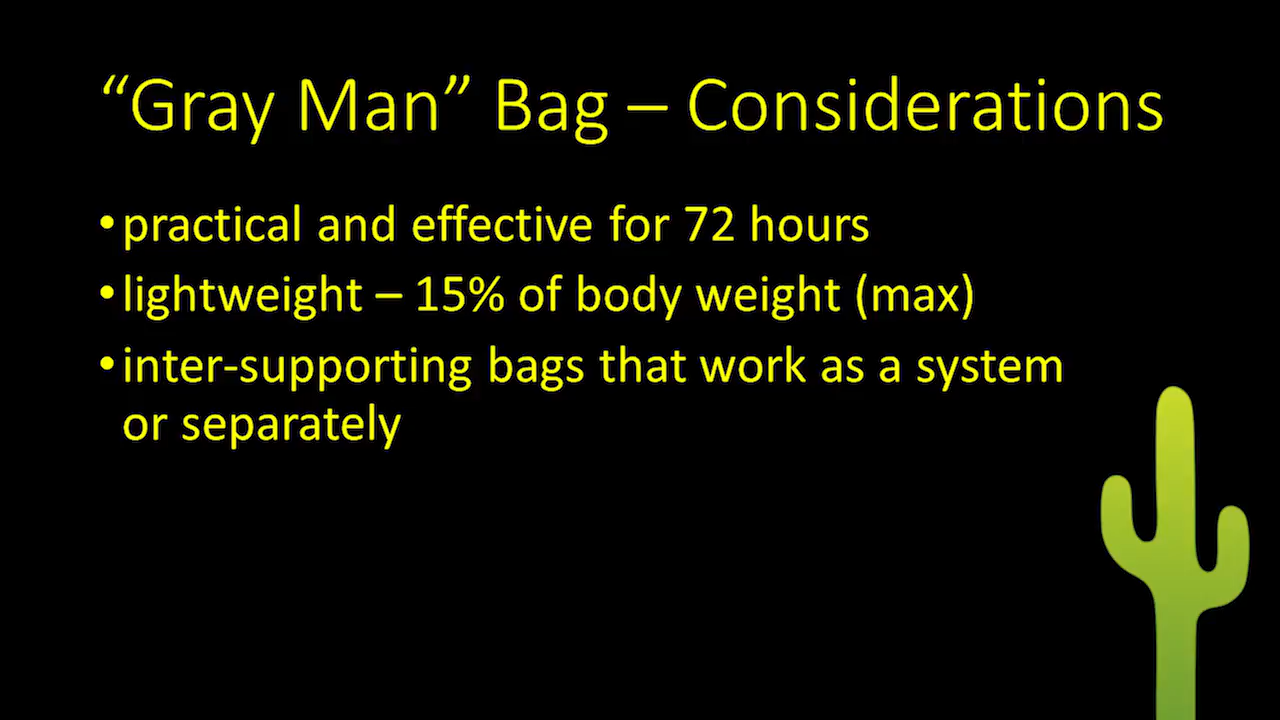 “Gray Man” Bag – Considerations
•practical and effective for 72 hours
•lightweight – 15% of body weight (max)
•inter-supporting bags that work as a system
or separately